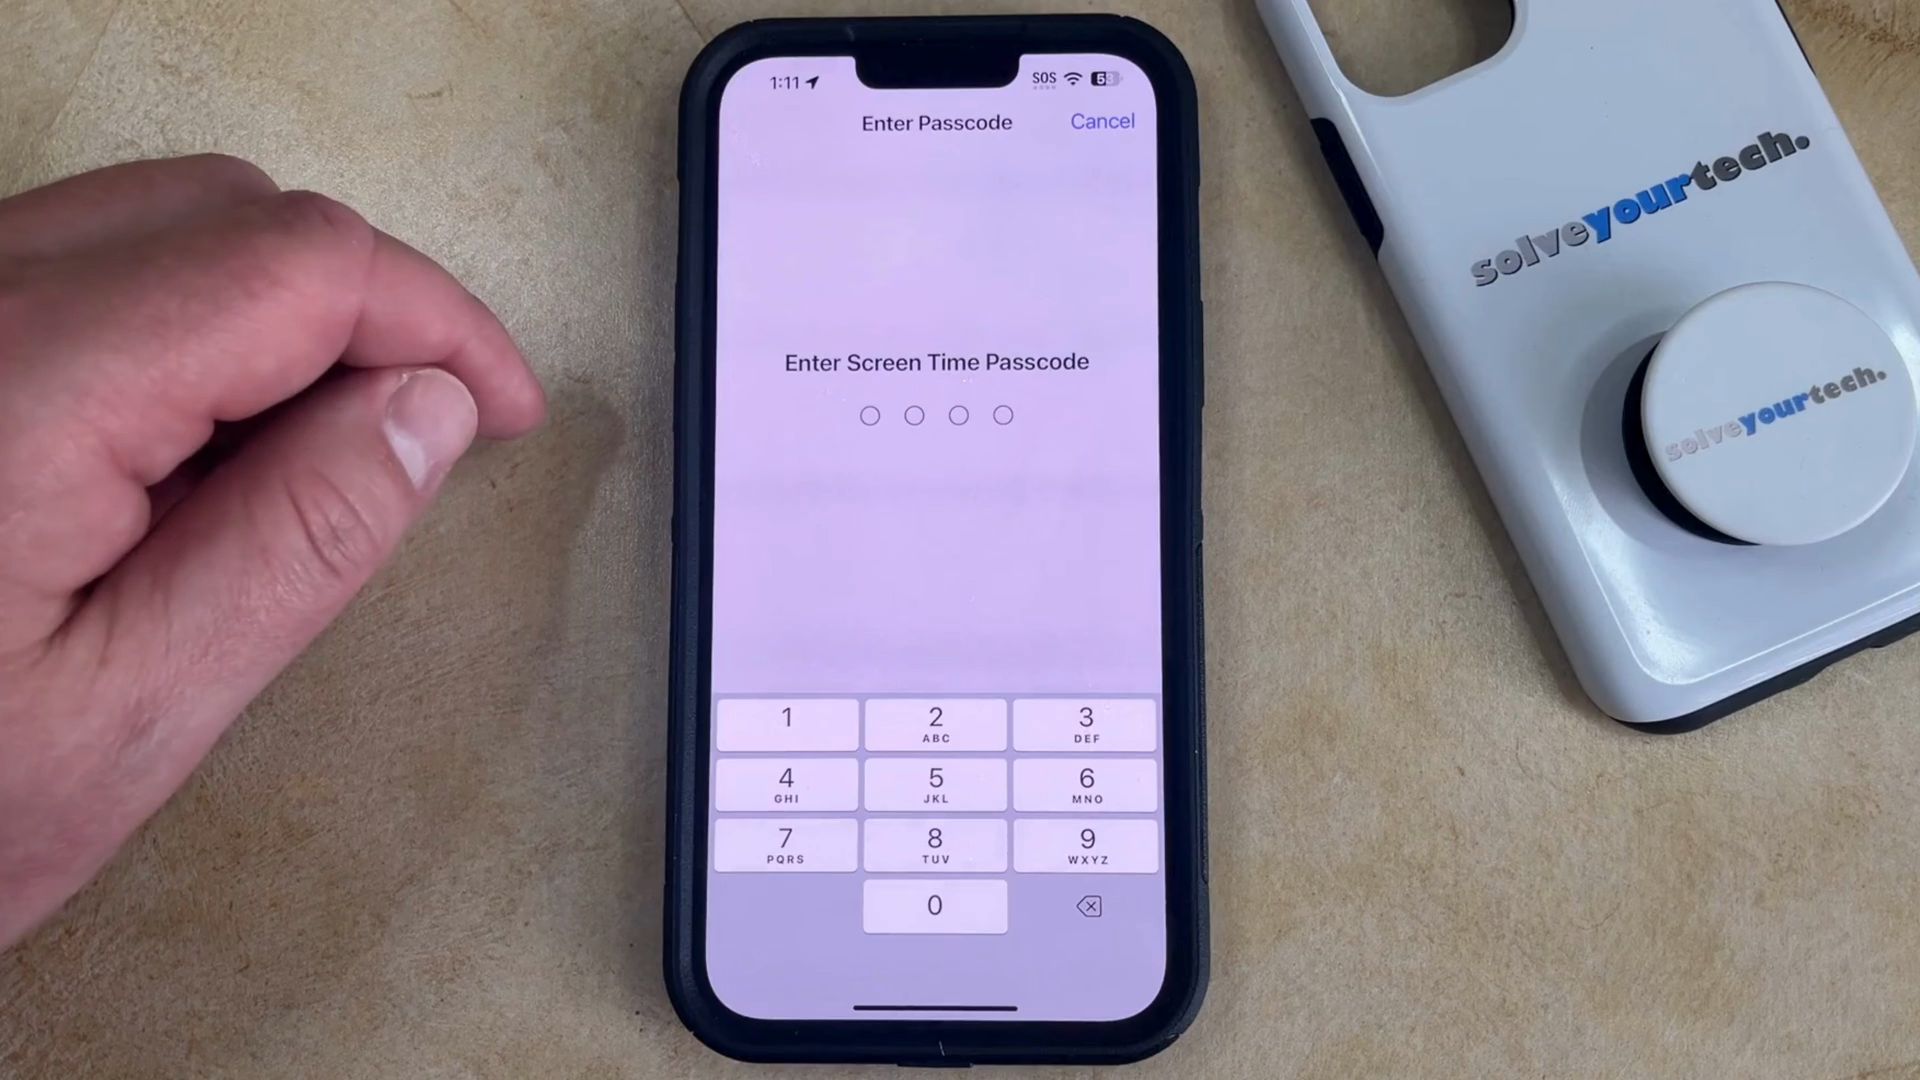 1:11
SOS
53
Enter Passcode
Cancel
Enter Screen Time Passcode
1
2
ABC
3
DEF
4
GHI
5
JKL
6
MNO
7
PQRS
8
TUV
9
WXYZ
0
solveyourtech.
solveyourtech.